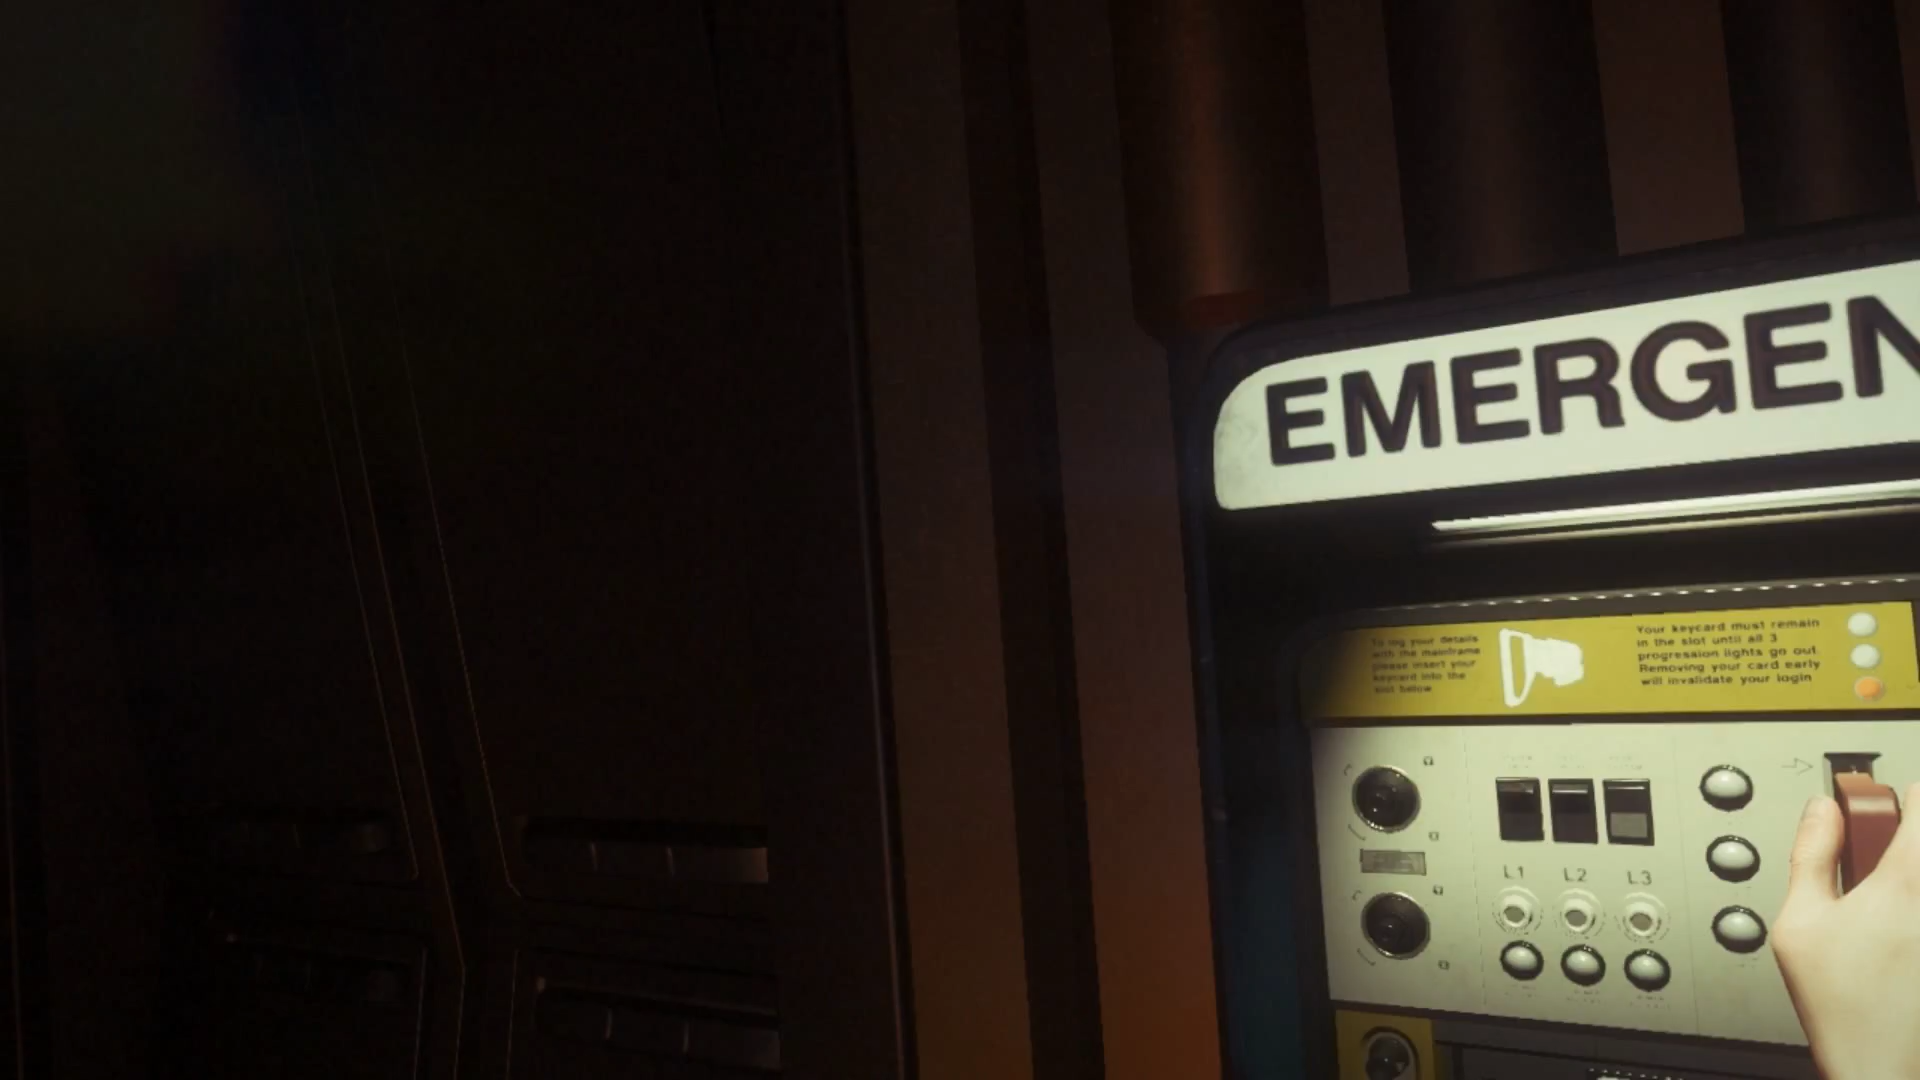 EMERGEN
To log your details
with the mainframe
please insert your
keycard into the
slot below
Your keycard must remain
in the slot until all 3
progression lights go out.
Removing your card early
will invalidate your login
L1 L2 L3